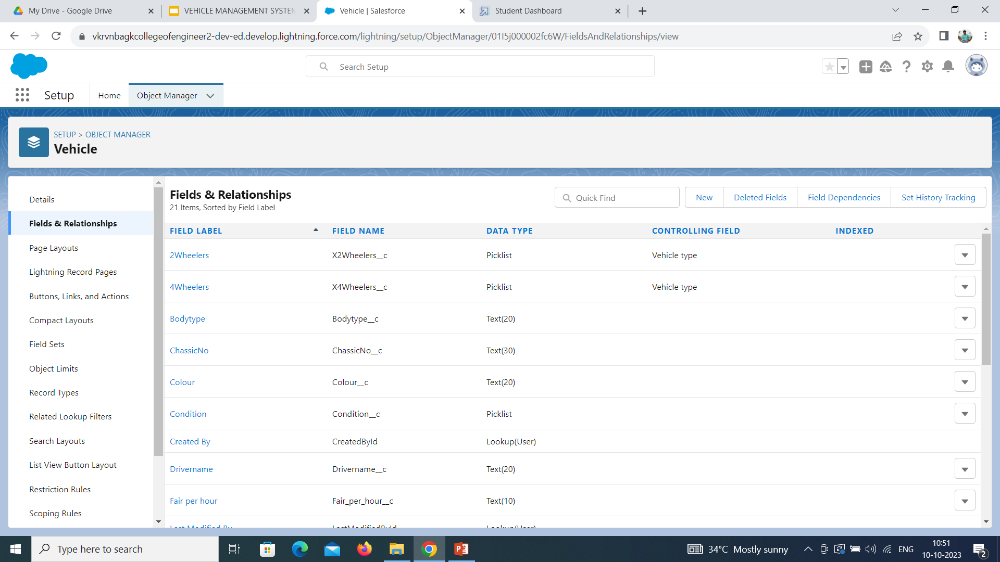 My Drive - Google Drive
VEHICLE MANAGEMENT SYSTEM
Vehicle | Salesforce
Student Dashboard
vkrvnbagkcollegeofengineer2-dev-ed.develop.lightning.force.com/lightning/setup/ObjectManager/01I5j000002fc6W/FieldsAndRelationships/view
Search Setup
Setup
Home
Object Manager
SETUP > OBJECT MANAGER
Vehicle
Details
Fields & Relationships
Page Layouts
Lightning Record Pages
Buttons, Links, and Actions
Compact Layouts
Field Sets
Object Limits
Record Types
Related Lookup Filters
Search Layouts
List View Button Layout
Restriction Rules
Scoping Rules
Fields & Relationships
21 Items, Sorted by Field Label
Quick Find
New
Deleted Fields
Field Dependencies
Set History Tracking
FIELD LABEL FIELD NAME DATA TYPE CONTROLLING FIELD INDEXED
2Wheelers X2Wheelers__c Picklist Vehicle type
4Wheelers X4Wheelers__c Picklist Vehicle type
Bodytype Bodytype__c Text(20)
ChassicNo ChassicNo__c Text(30)
Colour Colour__c Text(20)
Condition Condition__c Picklist
Created By CreatedById Lookup(User)
Drivername Drivername__c Text(20)
Fair per hour Fair_per_hour__c Text(10)
Last Modified By LastModifiedById Lookup(User)
Type here to search
34°C Mostly sunny
ENG
10:51
10-10-2023
2